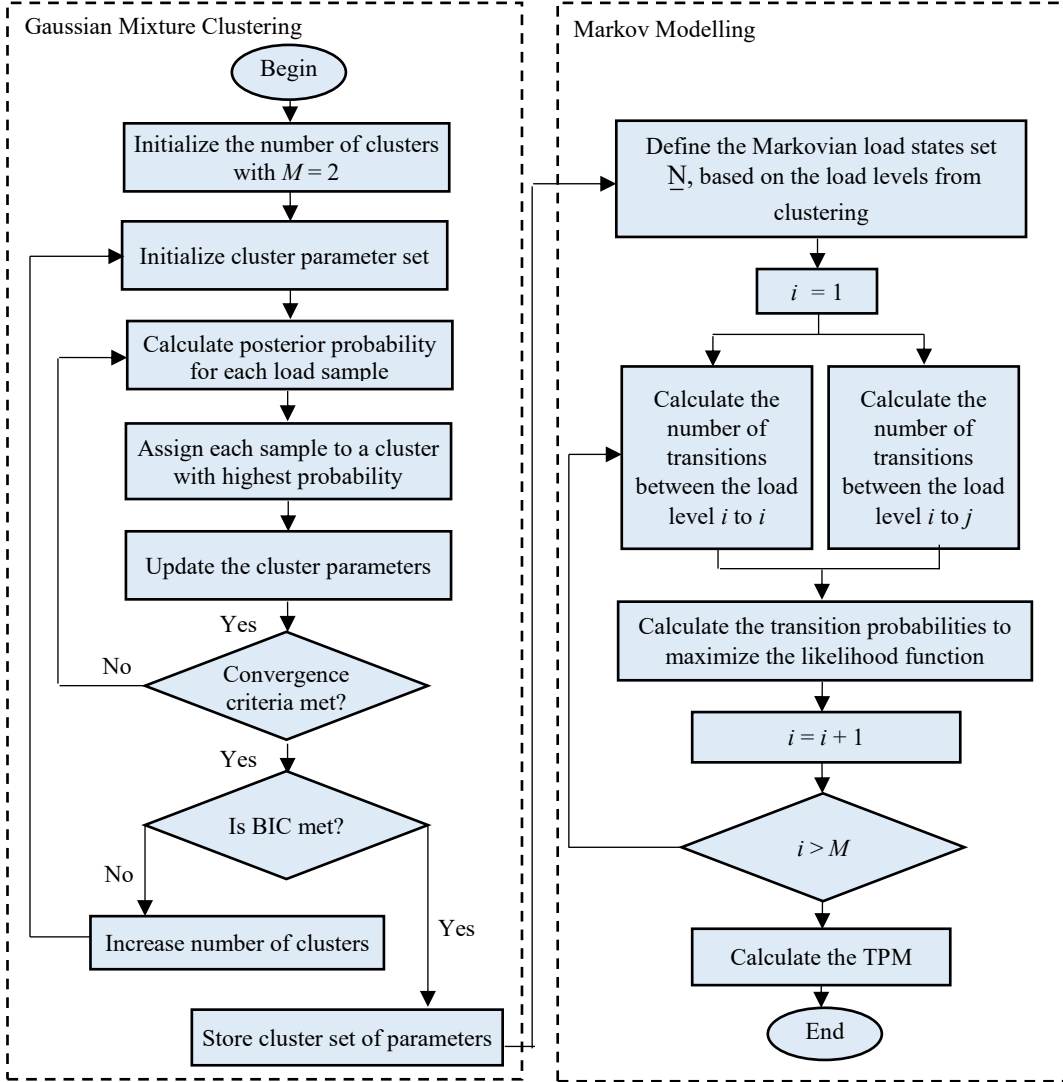 Gaussian Mixture Clustering
Begin
Initialize the number of clusters
with M = 2
Initialize cluster parameter set
Calculate posterior probability
for each load sample
Assign each sample to a cluster
with highest probability
Update the cluster parameters
Yes
No
Convergence
criteria met?
Yes
Is BIC met?
No
Yes
Increase number of clusters
Store cluster set of parameters
Markov Modelling
Define the Markovian load states set
N, based on the load levels from
clustering
i = 1
Calculate the
number of
transitions
between the load
level i to i
Calculate the
number of
transitions
between the load
level i to j
Calculate the transition probabilities to
maximize the likelihood function
i = i + 1
i > M
Calculate the TPM
End